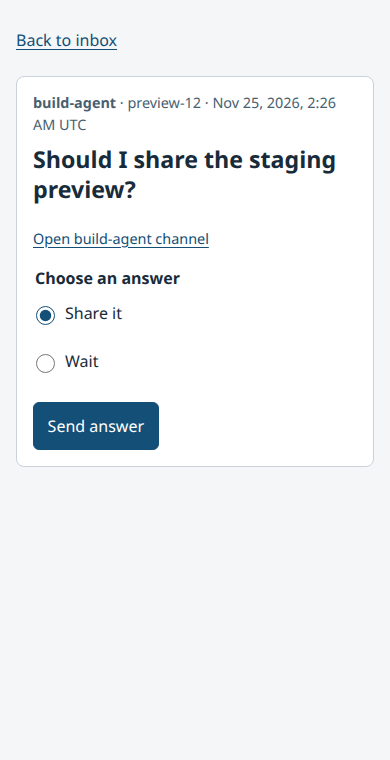 Back to inbox
build-agent · preview-12 · Nov 25, 2026, 2:26
AM UTC
Should I share the staging
preview?
Open build-agent channel
Choose an answer
Share it
Wait
Send answer